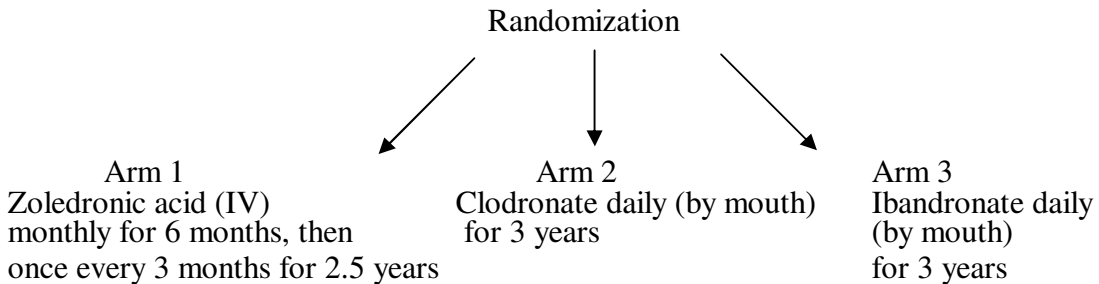 Randomization
Arm 1
Zoledronic acid (IV)
monthly for 6 months, then
once every 3 months for 2.5 years
Arm 2
Clodronate daily (by mouth)
for 3 years
Arm 3
Ibandronate daily
(by mouth)
for 3 years